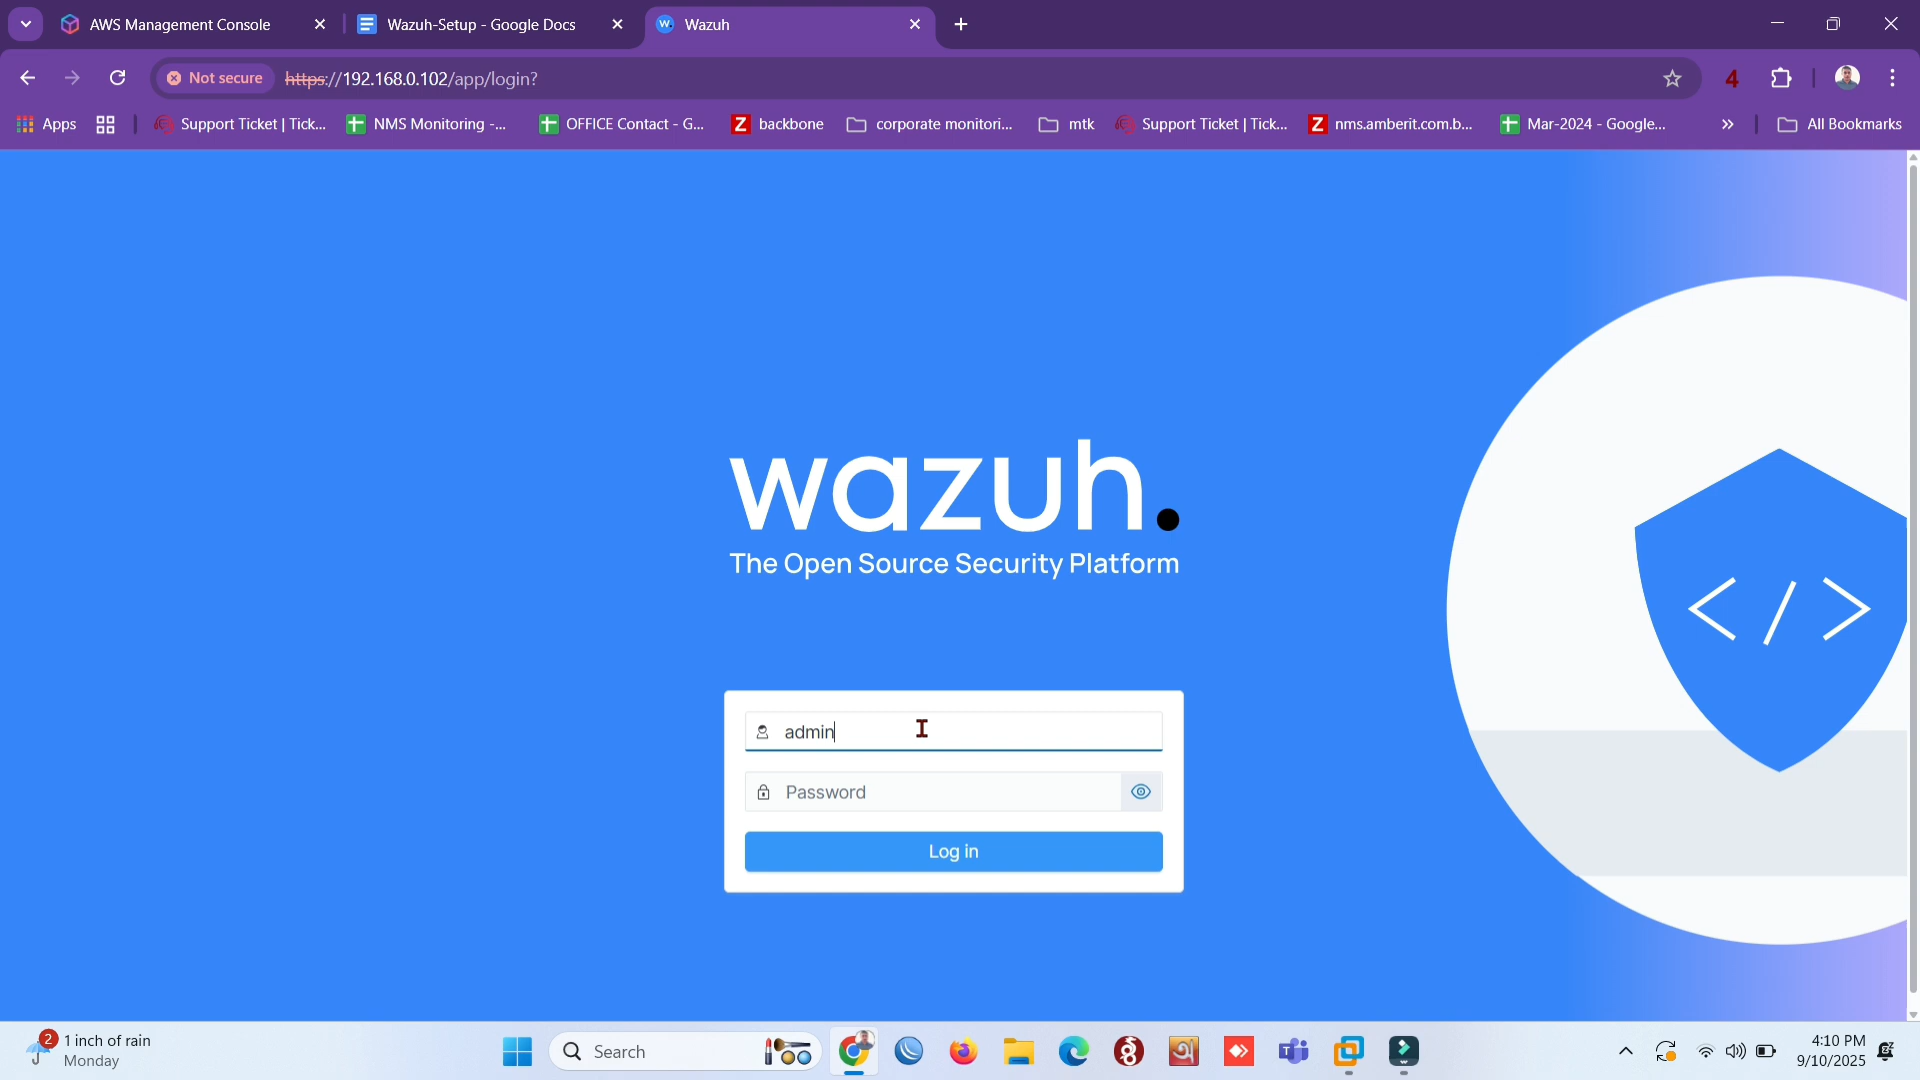 AWS Management Console
Wazuh-Setup - Google Docs
Wazuh
Not secure
https://192.168.0.102/app/login?
4
Apps
Support Ticket | Tick...
NMS Monitoring -...
OFFICE Contact - G...
Z backbone
corporate monitori...
mtk
Support Ticket | Tick...
Z nms.amberit.com.b...
Mar-2024 - Google...
All Bookmarks
wazuh.
The Open Source Security Platform
</>
admin
Password
Log in
2
1 inch of rain
Monday
Search
4:10 PM
9/10/2025